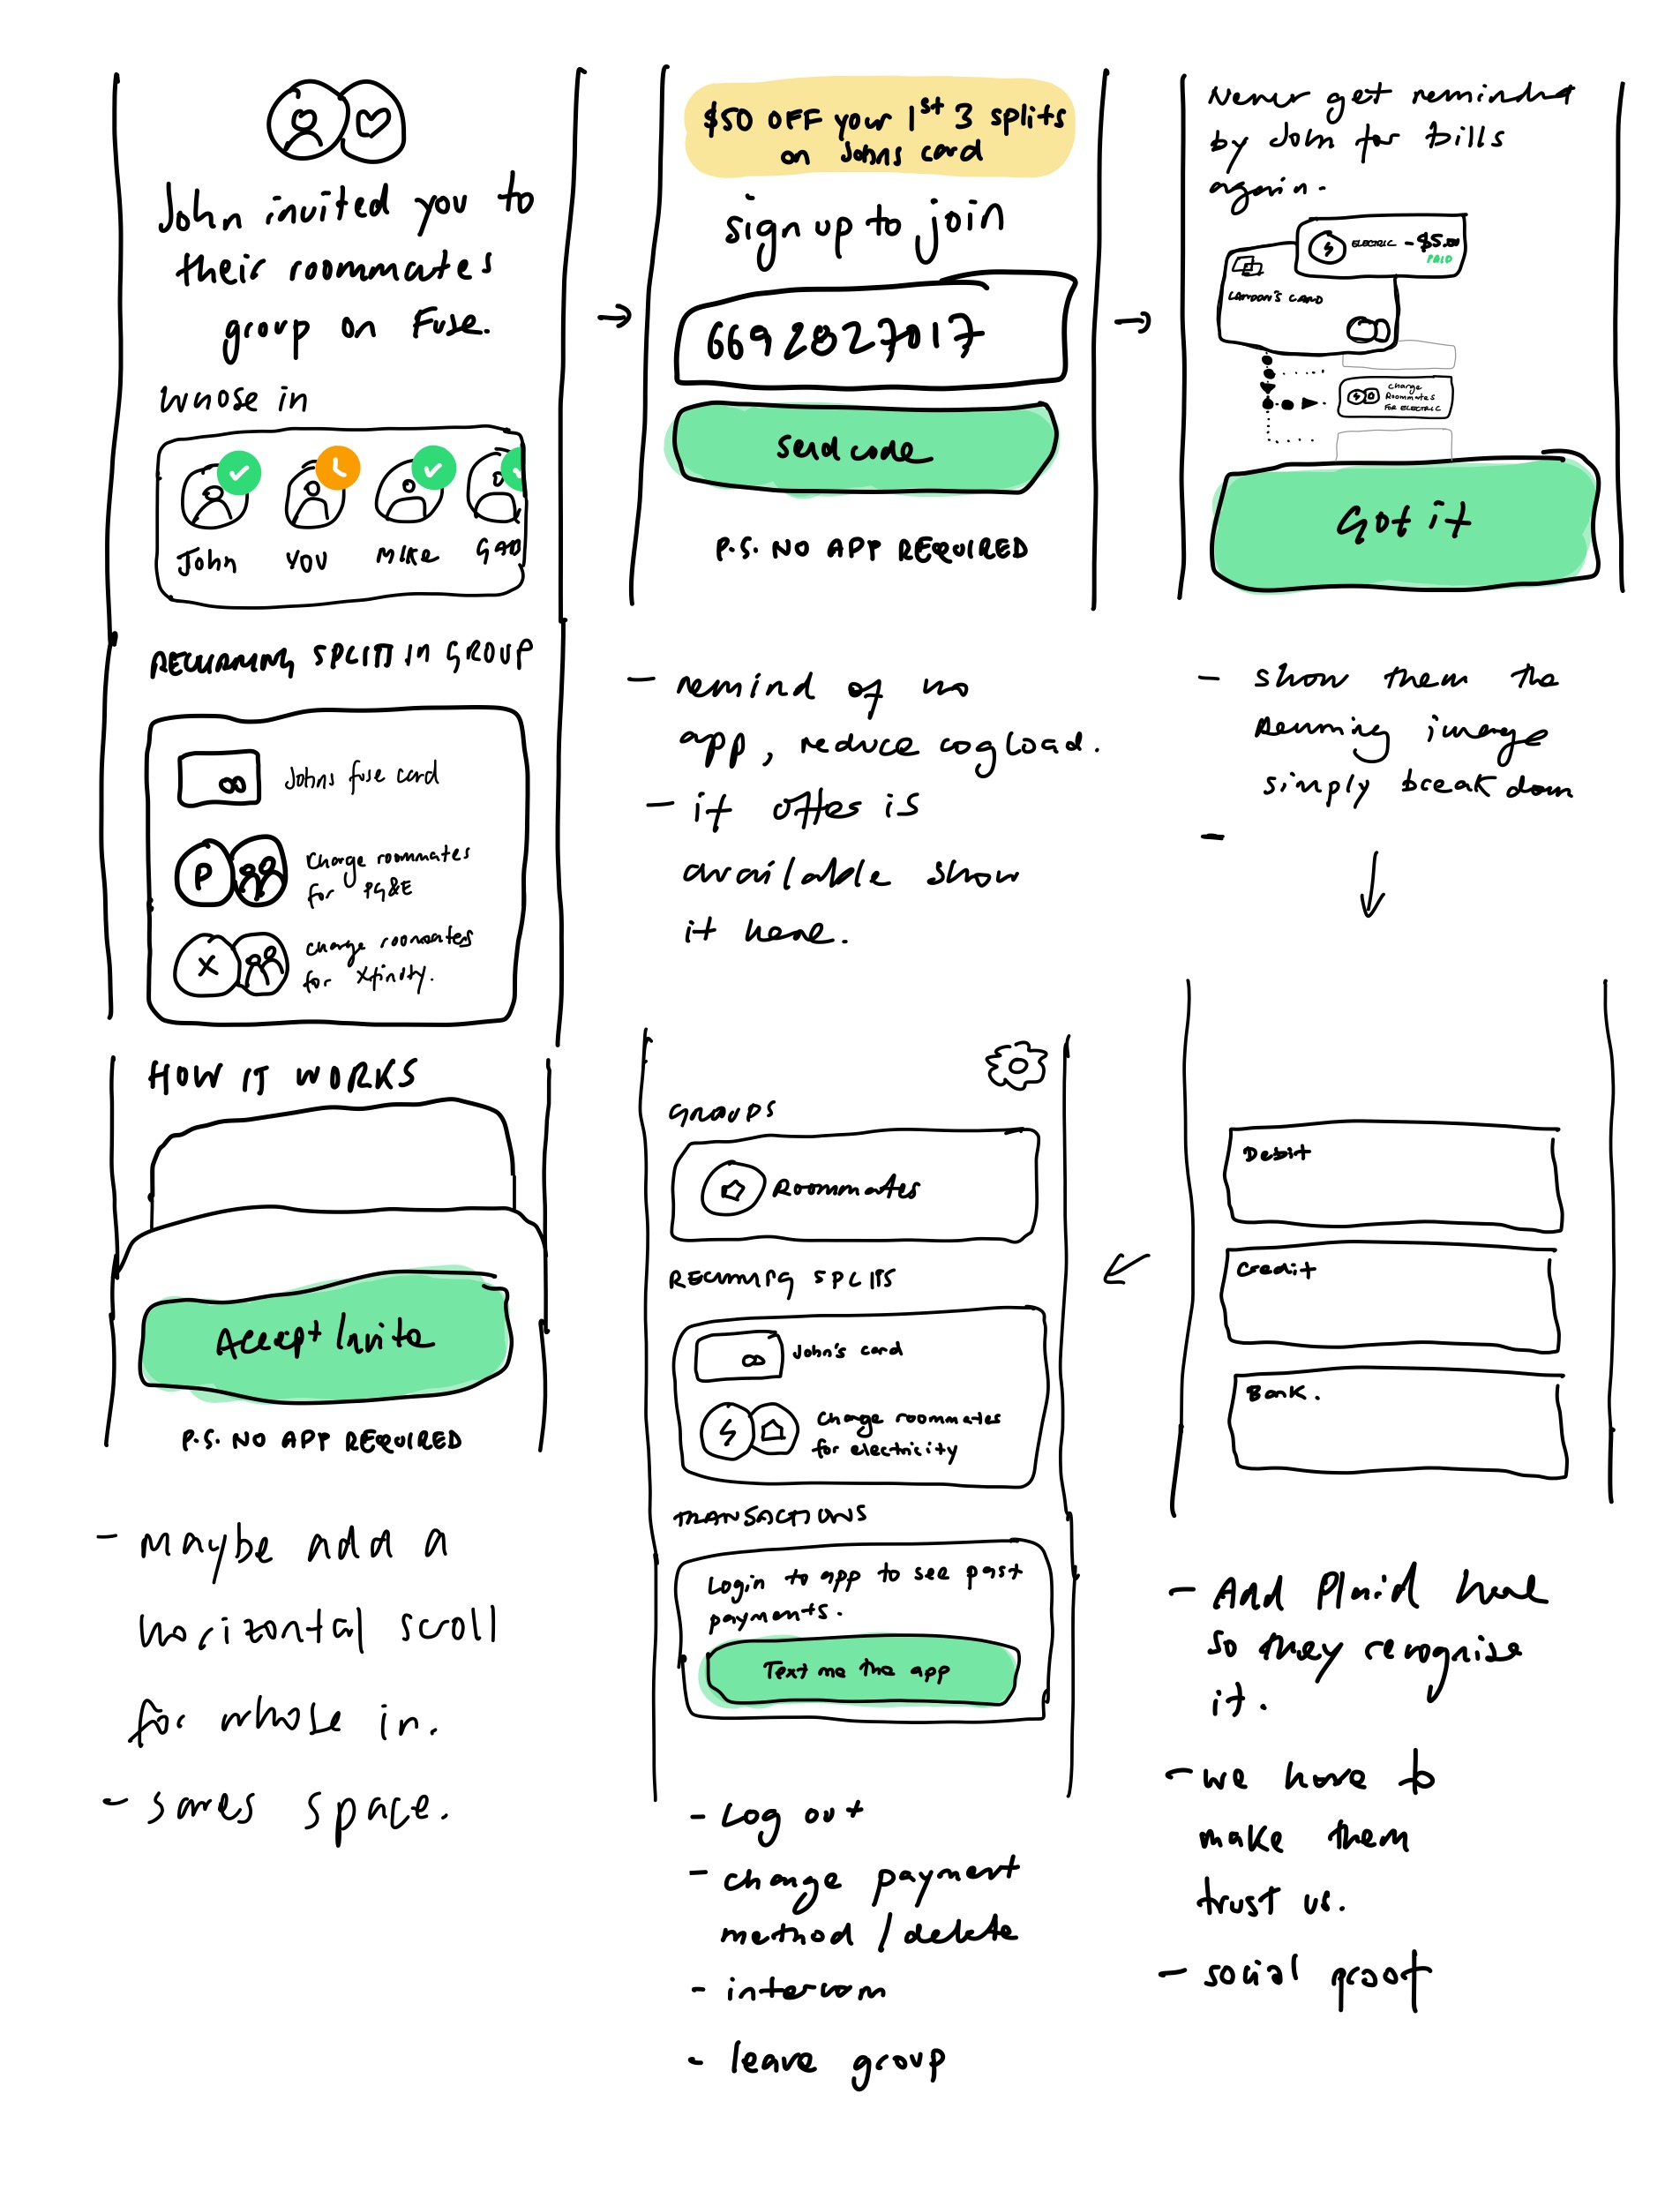 John invited you to
their roommates
group on Fuse.
whose in
John
YOU
MIKE
RECURRING SPLITS IN GROUP
Johns fuse card
P
Charge roommates
for PG&E
X
charge roommates
for Xfinity.
HOW IT WORKS
Accept Invite
P.S. NO APP REQUIRED
- Maybe add a
horizontal scroll
for whose in.
- saves space.
$50 OFF your 1st 3 splits
on Johns card
sign up to join
6692827017
Send code
P.S. NO APP REQUIRED
- remind of no
app, reduce cog load.
- if offer is
available show
it here.
Never get reminded
by John for bills
again.
ELECTRIC -$5.00
PAID
LANDON'S CARD
charge
Roommates
FOR ELECTRIC
Got it
- show them the
running image
simply break down
-
Debit
Credit
Bank.
- Add Plaid here
so they recognise
it.
- we have to
make them
trust us.
- social proof
GROUPS
Roommates
RECURRING SPLITS
John's card
Charge roommates
for electricity
TRANSACTIONS
Login to app to see past
payments.
Text me the app
- Log out
- change payment
method / delete
- intercom
- leave group